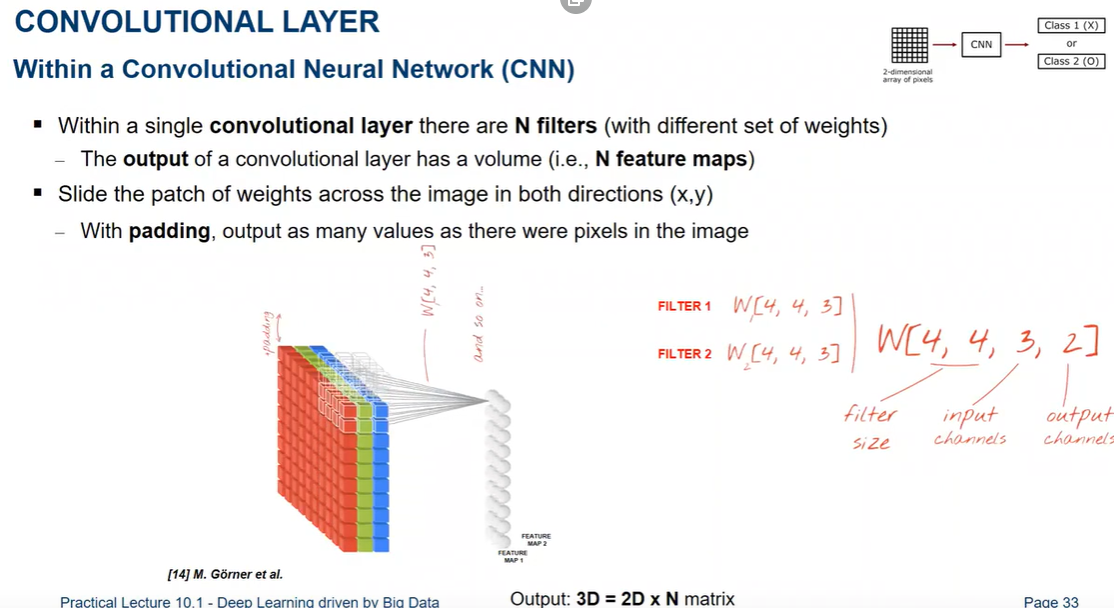 CONVOLUTIONAL LAYER
Within a Convolutional Neural Network (CNN)
2-dimensional
array of pixels
CNN
Class 1 (X)
or
Class 2 (O)
▪ Within a single convolutional layer there are N filters (with different set of weights)
– The output of a convolutional layer has a volume (i.e., N feature maps)
▪ Slide the patch of weights across the image in both directions (x,y)
– With padding, output as many values as there were pixels in the image
padding
W[4, 4, 3]
and so on...
FEATURE
MAP 2
FEATURE
MAP 1
FILTER 1 W₁[4, 4, 3]
FILTER 2 W₂[4, 4, 3]
W[4, 4, 3, 2]
filter
size
input
channels
output
channels
[14] M. Görner et al.
Output: 3D = 2D x N matrix
Practical Lecture 10.1 - Deep Learning driven by Big Data
Page 33